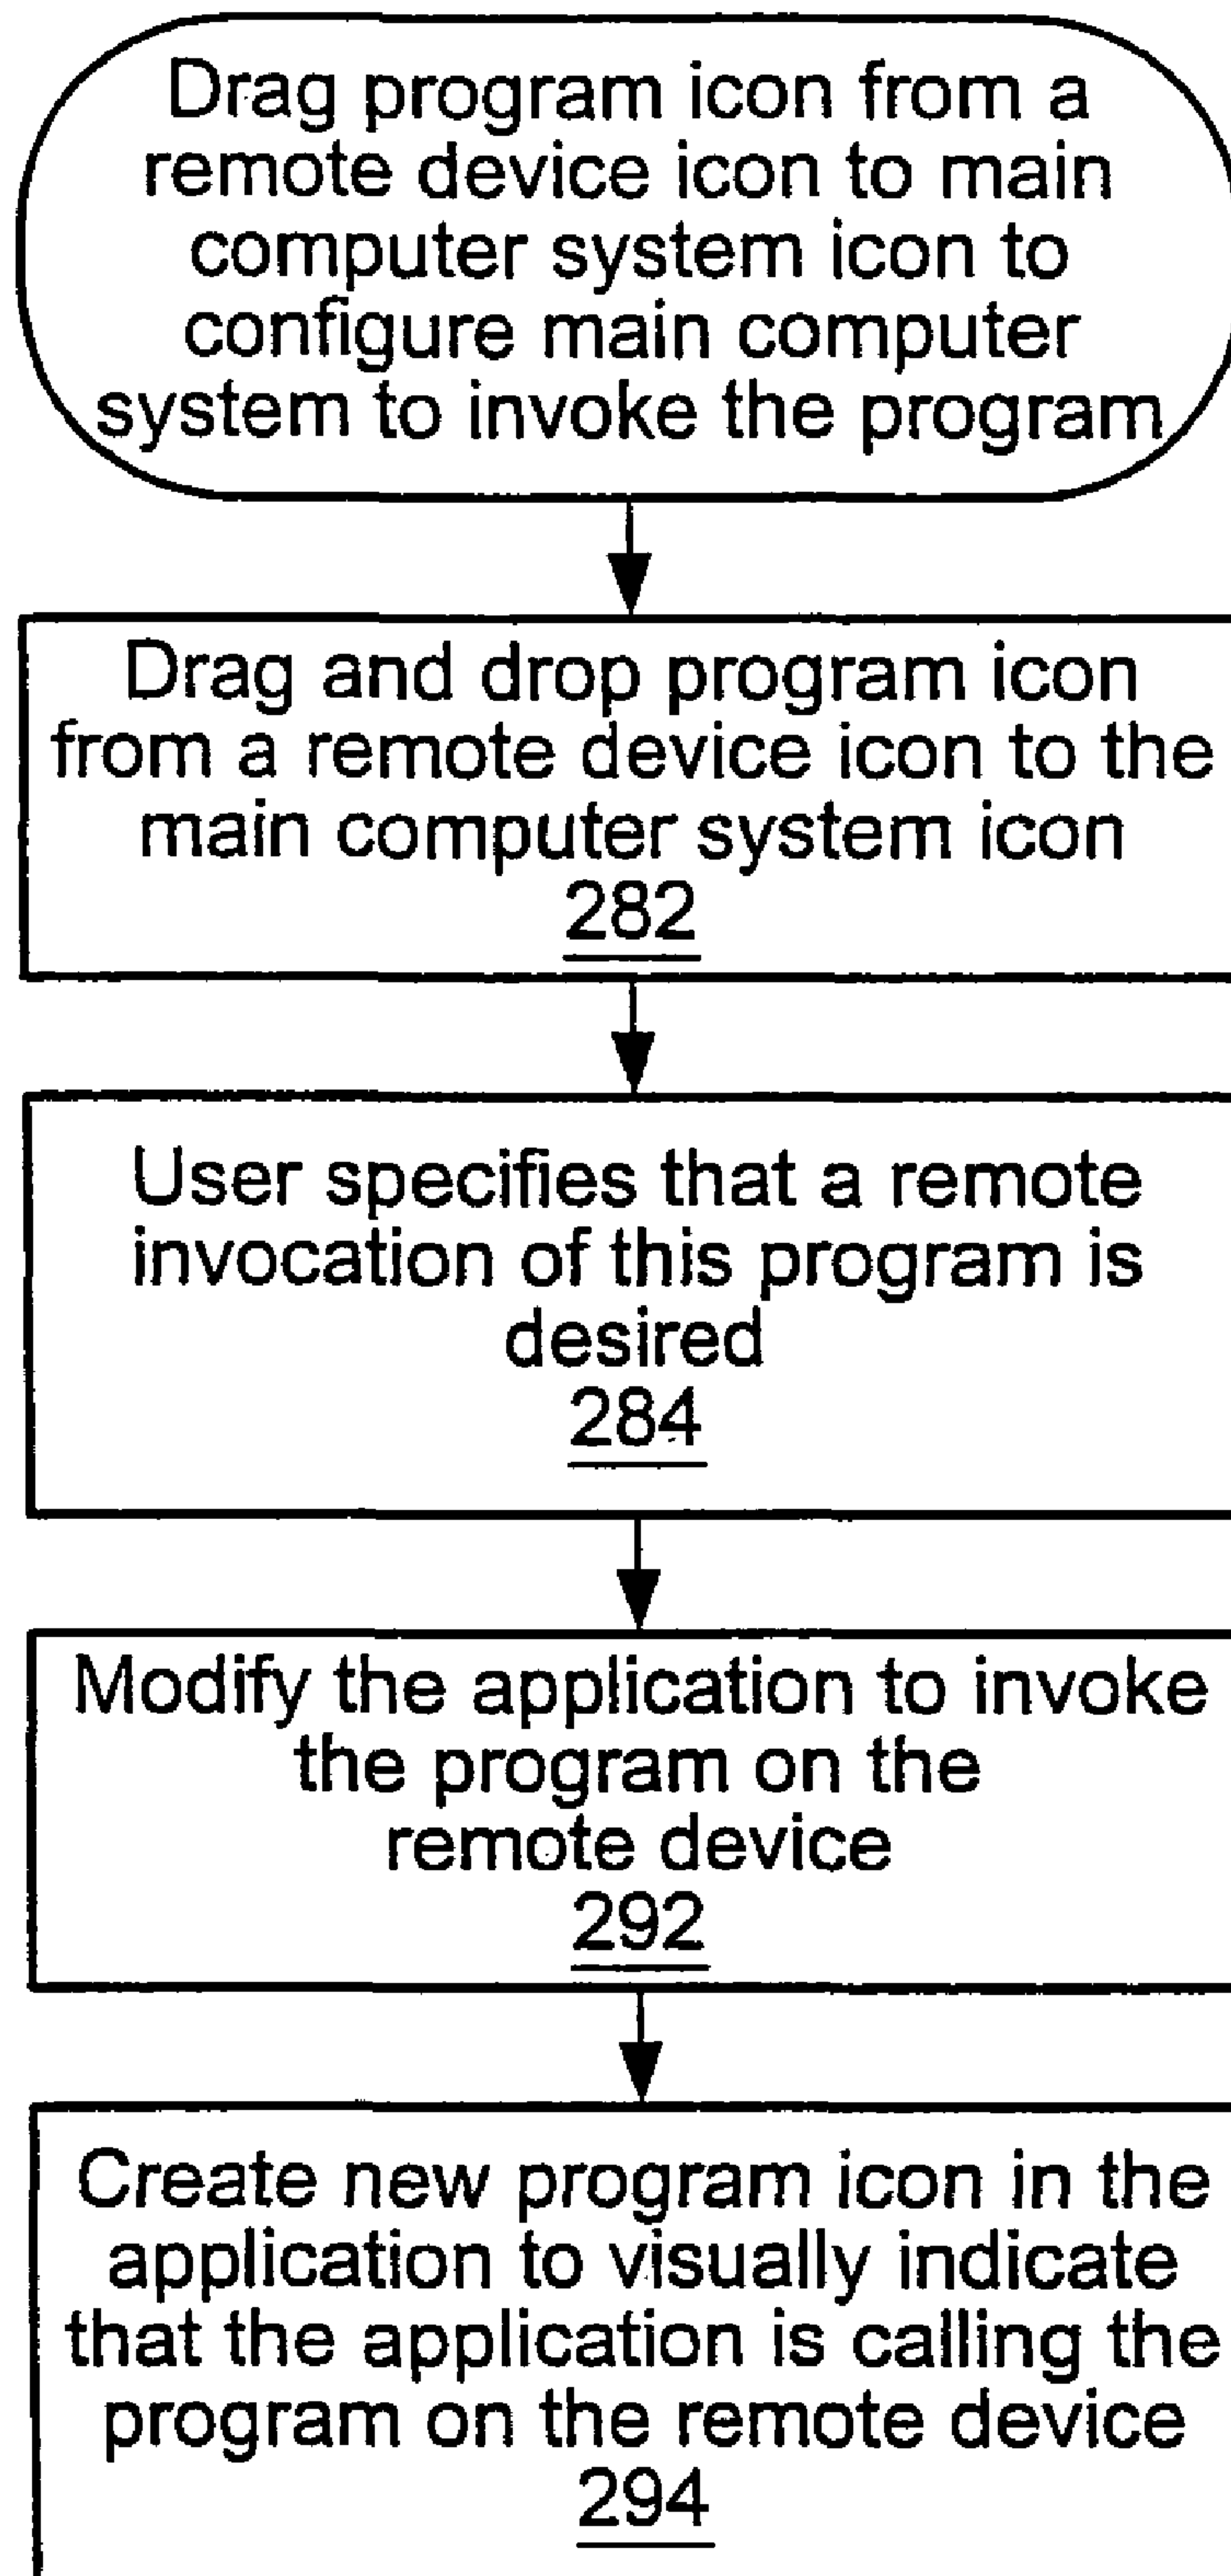 Drag program icon from a
remote device icon to main
computer system icon to
configure main computer
system to invoke the program
Drag and drop program icon
from a remote device icon to the
main computer system icon
282
User specifies that a remote
invocation of this program is
desired
284
Modify the application to invoke
the program on the
remote device
292
Create new program icon in the
application to visually indicate
that the application is calling the
program on the remote device
294